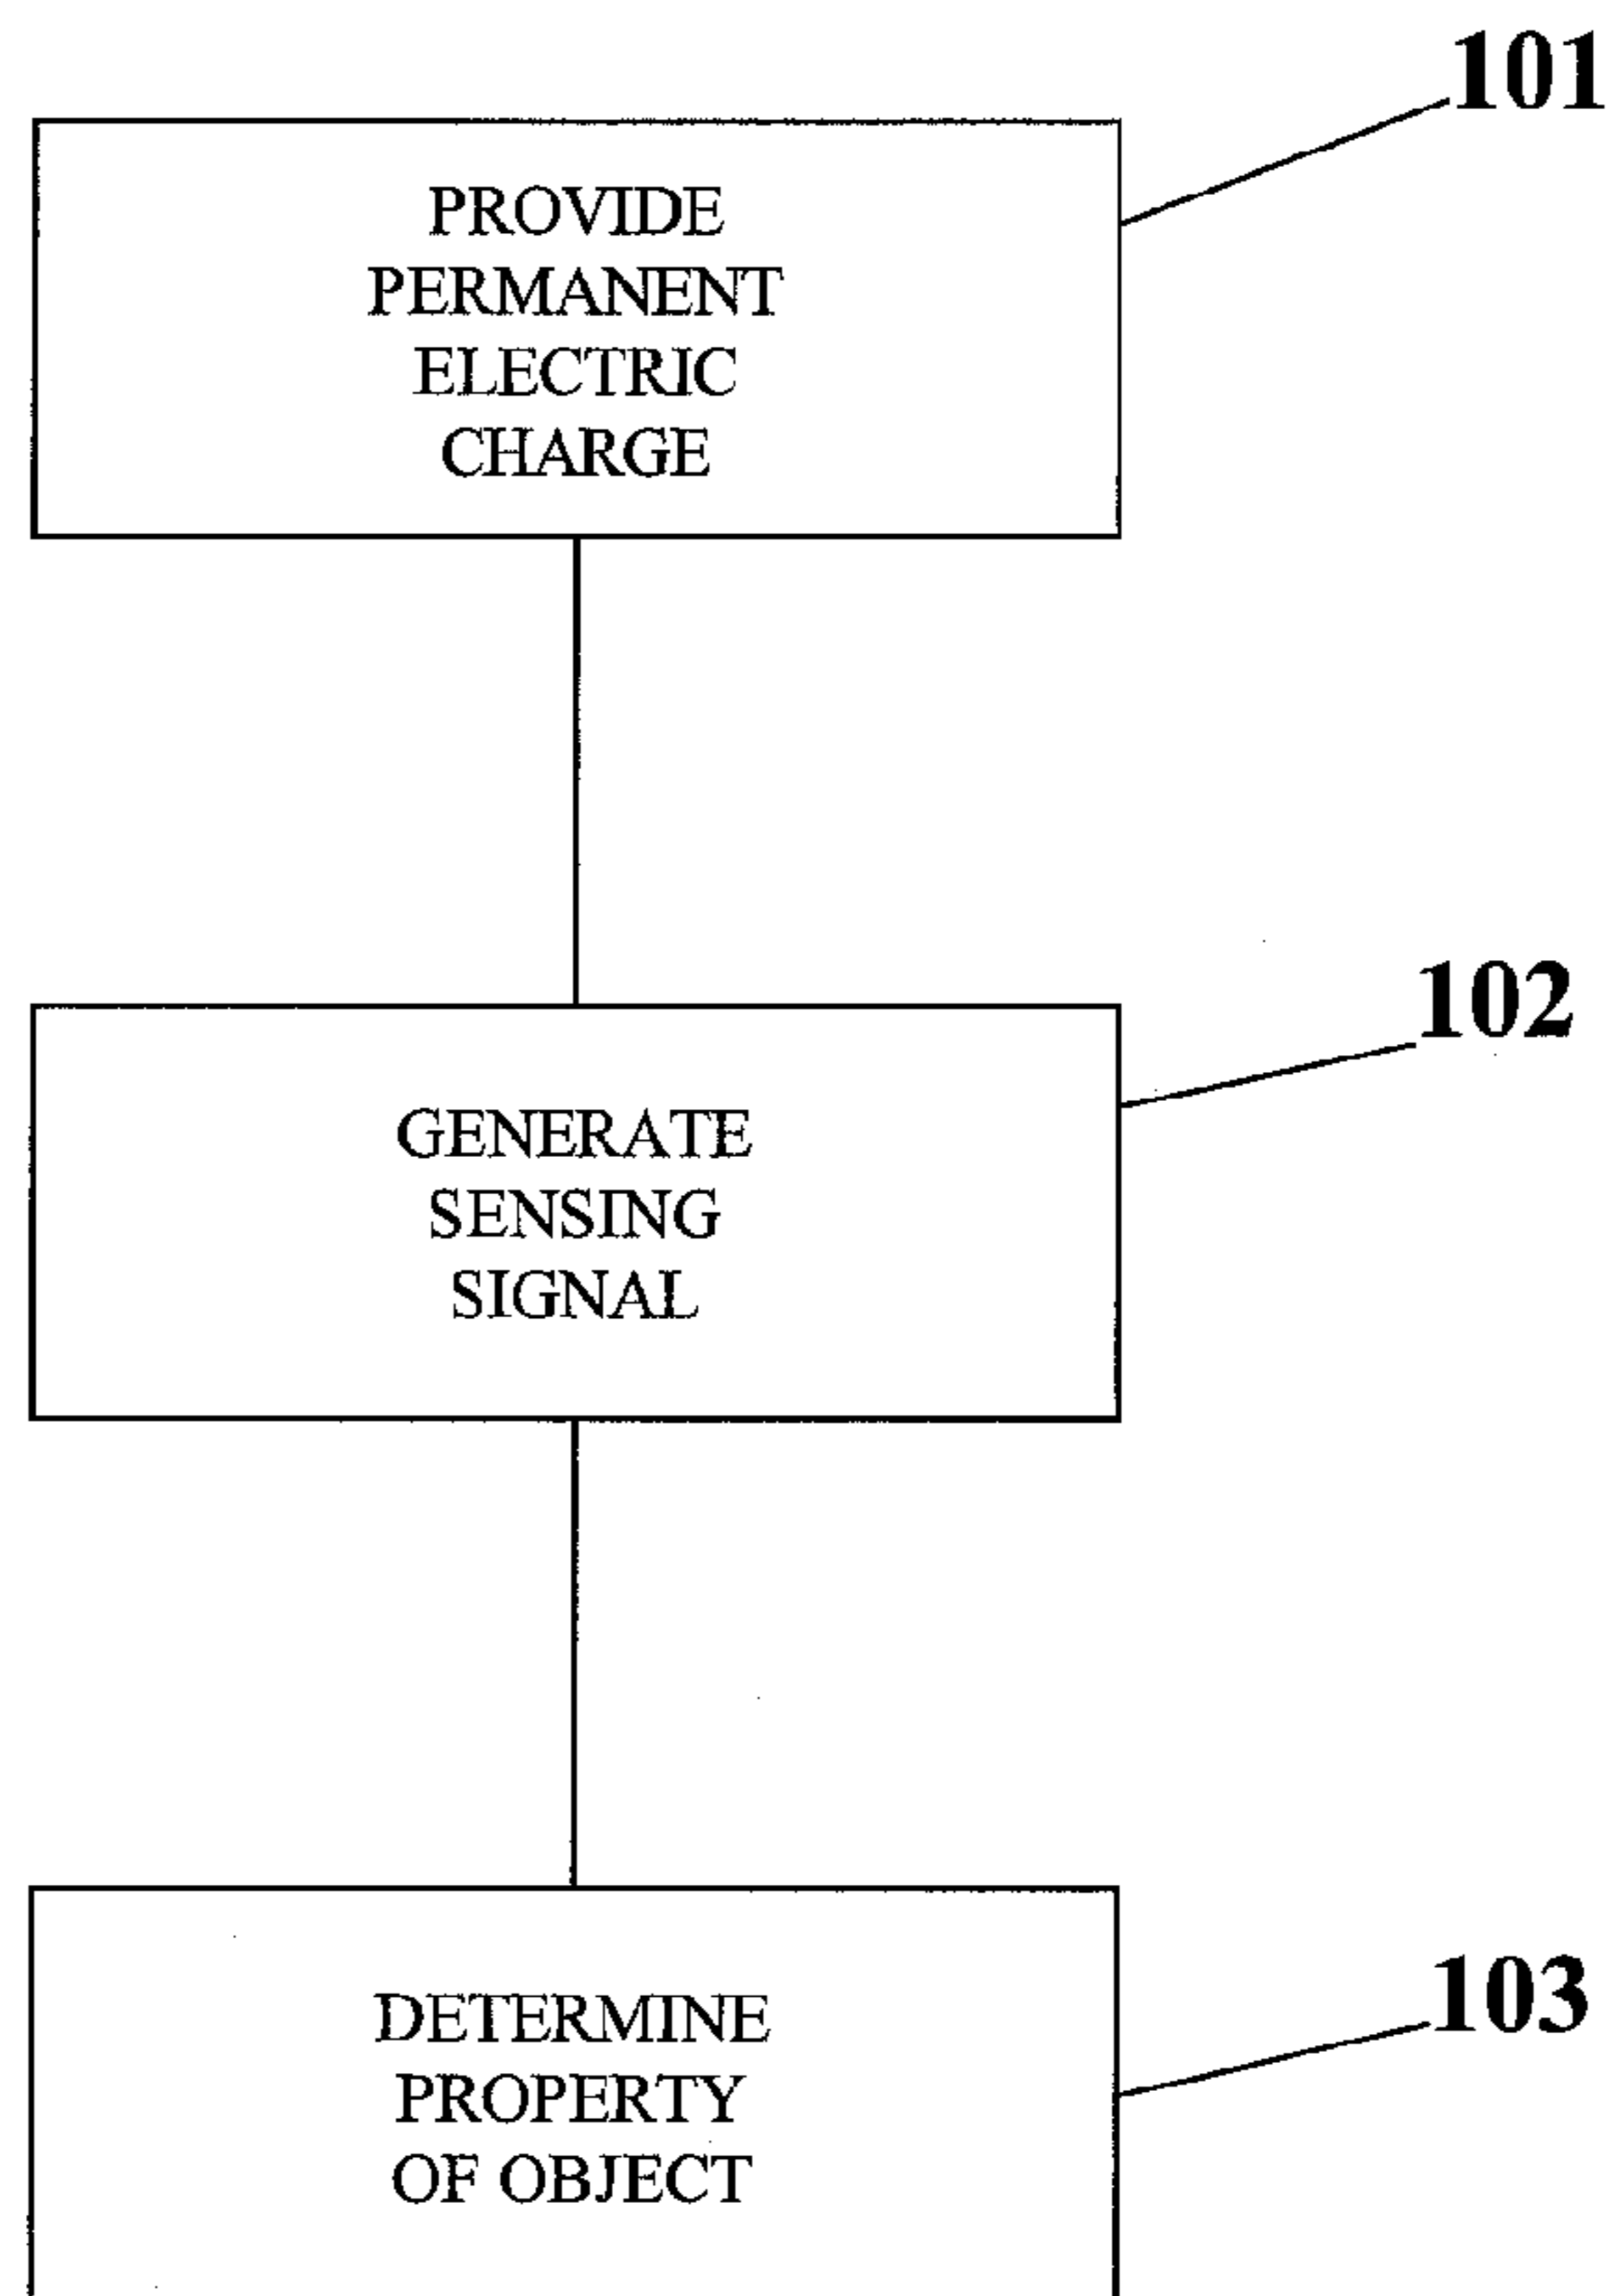 101
PROVIDE
PERMANENT
ELECTRIC
CHARGE
102
GENERATE
SENSING
SIGNAL
103
DETERMINE
PROPERTY
OF OBJECT